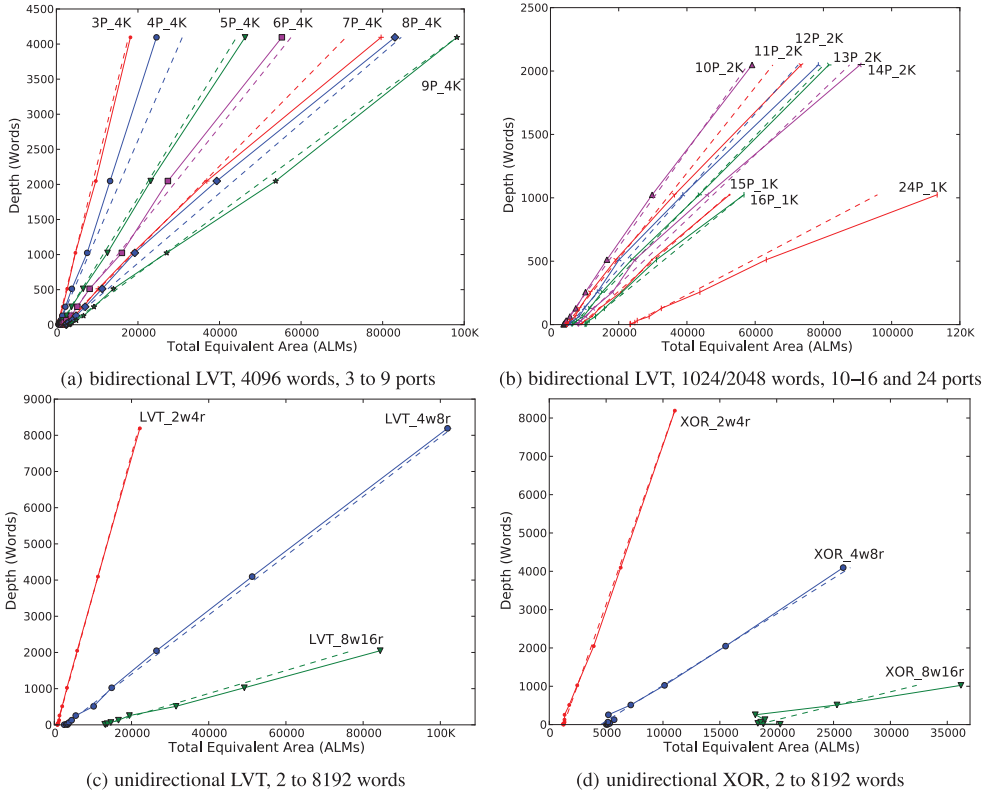 3P_4K 4P_4K 5P_4K 6P_4K 7P_4K 8P_4K
9P_4K
4500
4000
3500
3000
2500
2000
1500
1000
500
0
Depth (Words)
0 20000 40000 60000 80000 100K
Total Equivalent Area (ALMs)
(a) bidirectional LVT, 4096 words, 3 to 9 ports
12P_2K
11P_2K
13P_2K
10P_2K
14P_2K
15P_1K
16P_1K
24P_1K
2500
2000
1500
1000
500
0
Depth (Words)
0 20000 40000 60000 80000 100000 120K
Total Equivalent Area (ALMs)
(b) bidirectional LVT, 1024/2048 words, 10–16 and 24 ports
LVT_2w4r
LVT_4w8r
LVT_8w16r
9000
8000
7000
6000
5000
4000
3000
2000
1000
0
Depth (Words)
0 20000 40000 60000 80000 100K
Total Equivalent Area (ALMs)
(c) unidirectional LVT, 2 to 8192 words
XOR_2w4r
XOR_4w8r
XOR_8w16r
8000
7000
6000
5000
4000
3000
2000
1000
0
Depth (Words)
0 5000 10000 15000 20000 25000 30000 35000
Total Equivalent Area (ALMs)
(d) unidirectional XOR, 2 to 8192 words